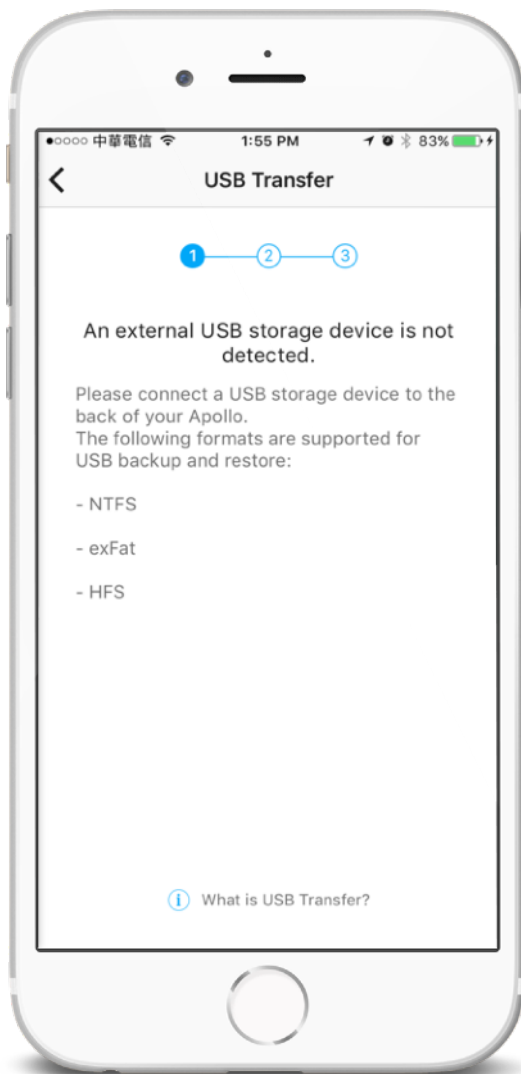 中華電信 1:55 PM 83%
USB Transfer
1 2 3
An external USB storage device is not
detected.
Please connect a USB storage device to the
back of your Apollo.
The following formats are supported for
USB backup and restore:
- NTFS
- exFat
- HFS
i What is USB Transfer?